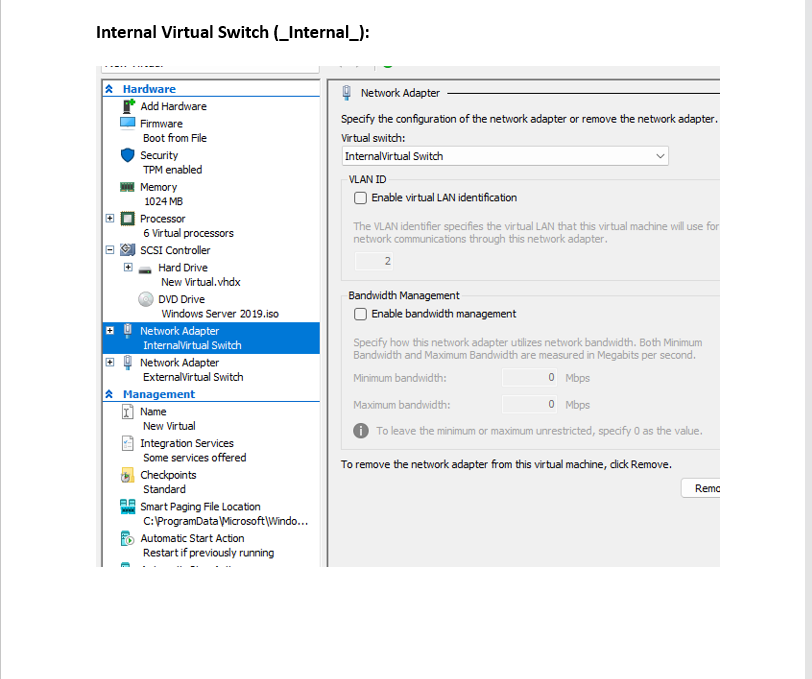 Internal Virtual Switch (_Internal_):
Hardware
Add Hardware
Firmware
Boot from File
Security
TPM enabled
Memory
1024 MB
Processor
6 Virtual processors
SCSI Controller
Hard Drive
New Virtual.vhdx
DVD Drive
Windows Server 2019.iso
Network Adapter
InternalVirtual Switch
Network Adapter
ExternalVirtual Switch
Management
Name
New Virtual
Integration Services
Some services offered
Checkpoints
Standard
Smart Paging File Location
C:\ProgramData\Microsoft\Windo...
Automatic Start Action
Restart if previously running
Network Adapter
Specify the configuration of the network adapter or remove the network adapter.
Virtual switch:
InternalVirtual Switch
VLAN ID
Enable virtual LAN identification
The VLAN identifier specifies the virtual LAN that this virtual machine will use for
network communications through this network adapter.
2
Bandwidth Management
Enable bandwidth management
Specify how this network adapter utilizes network bandwidth. Both Minimum
Bandwidth and Maximum Bandwidth are measured in Megabits per second.
Minimum bandwidth: 0 Mbps
Maximum bandwidth: 0 Mbps
To leave the minimum or maximum unrestricted, specify 0 as the value.
To remove the network adapter from this virtual machine, click Remove.
Remo